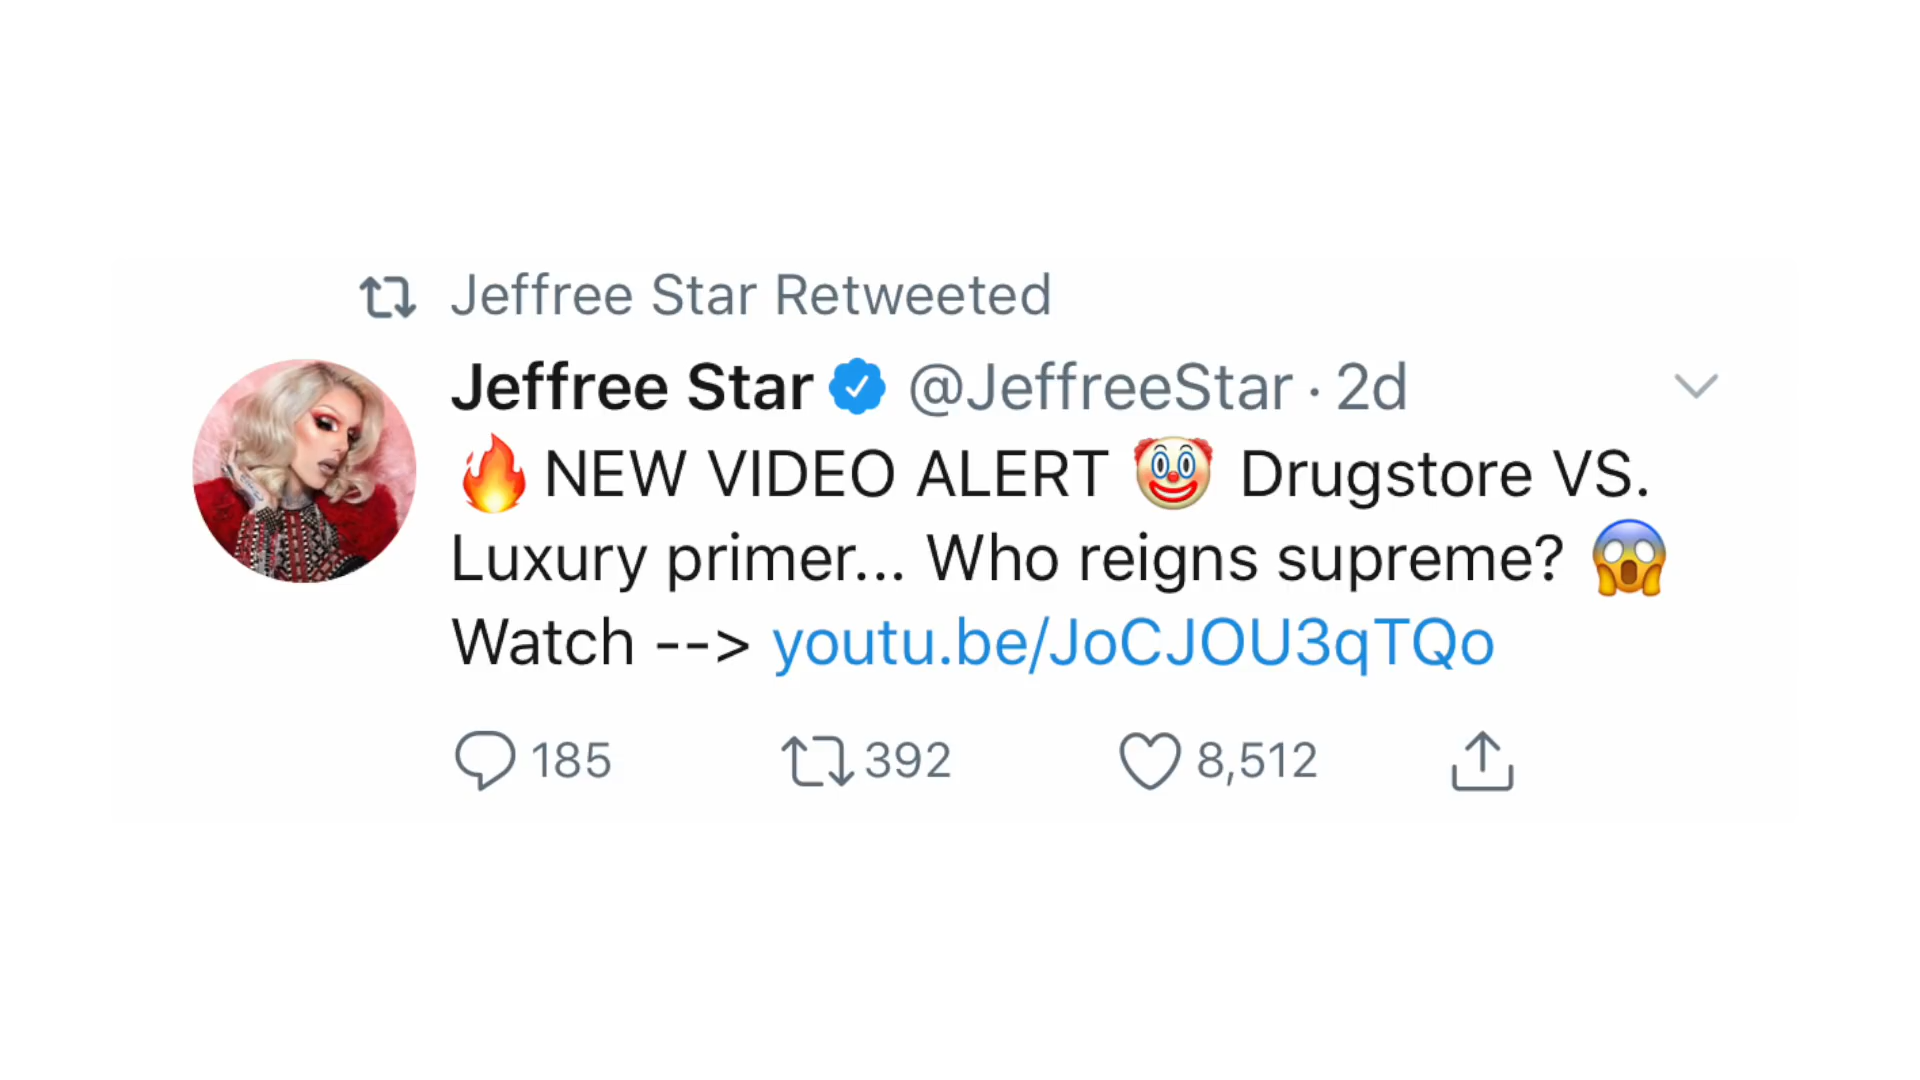 Jeffree Star Retweeted
Jeffree Star @JeffreeStar · 2d
🔥 NEW VIDEO ALERT 🤡 Drugstore VS.
Luxury primer... Who reigns supreme? 😱
Watch --> youtu.be/JoCJOU3qTQo
185 392 8,512